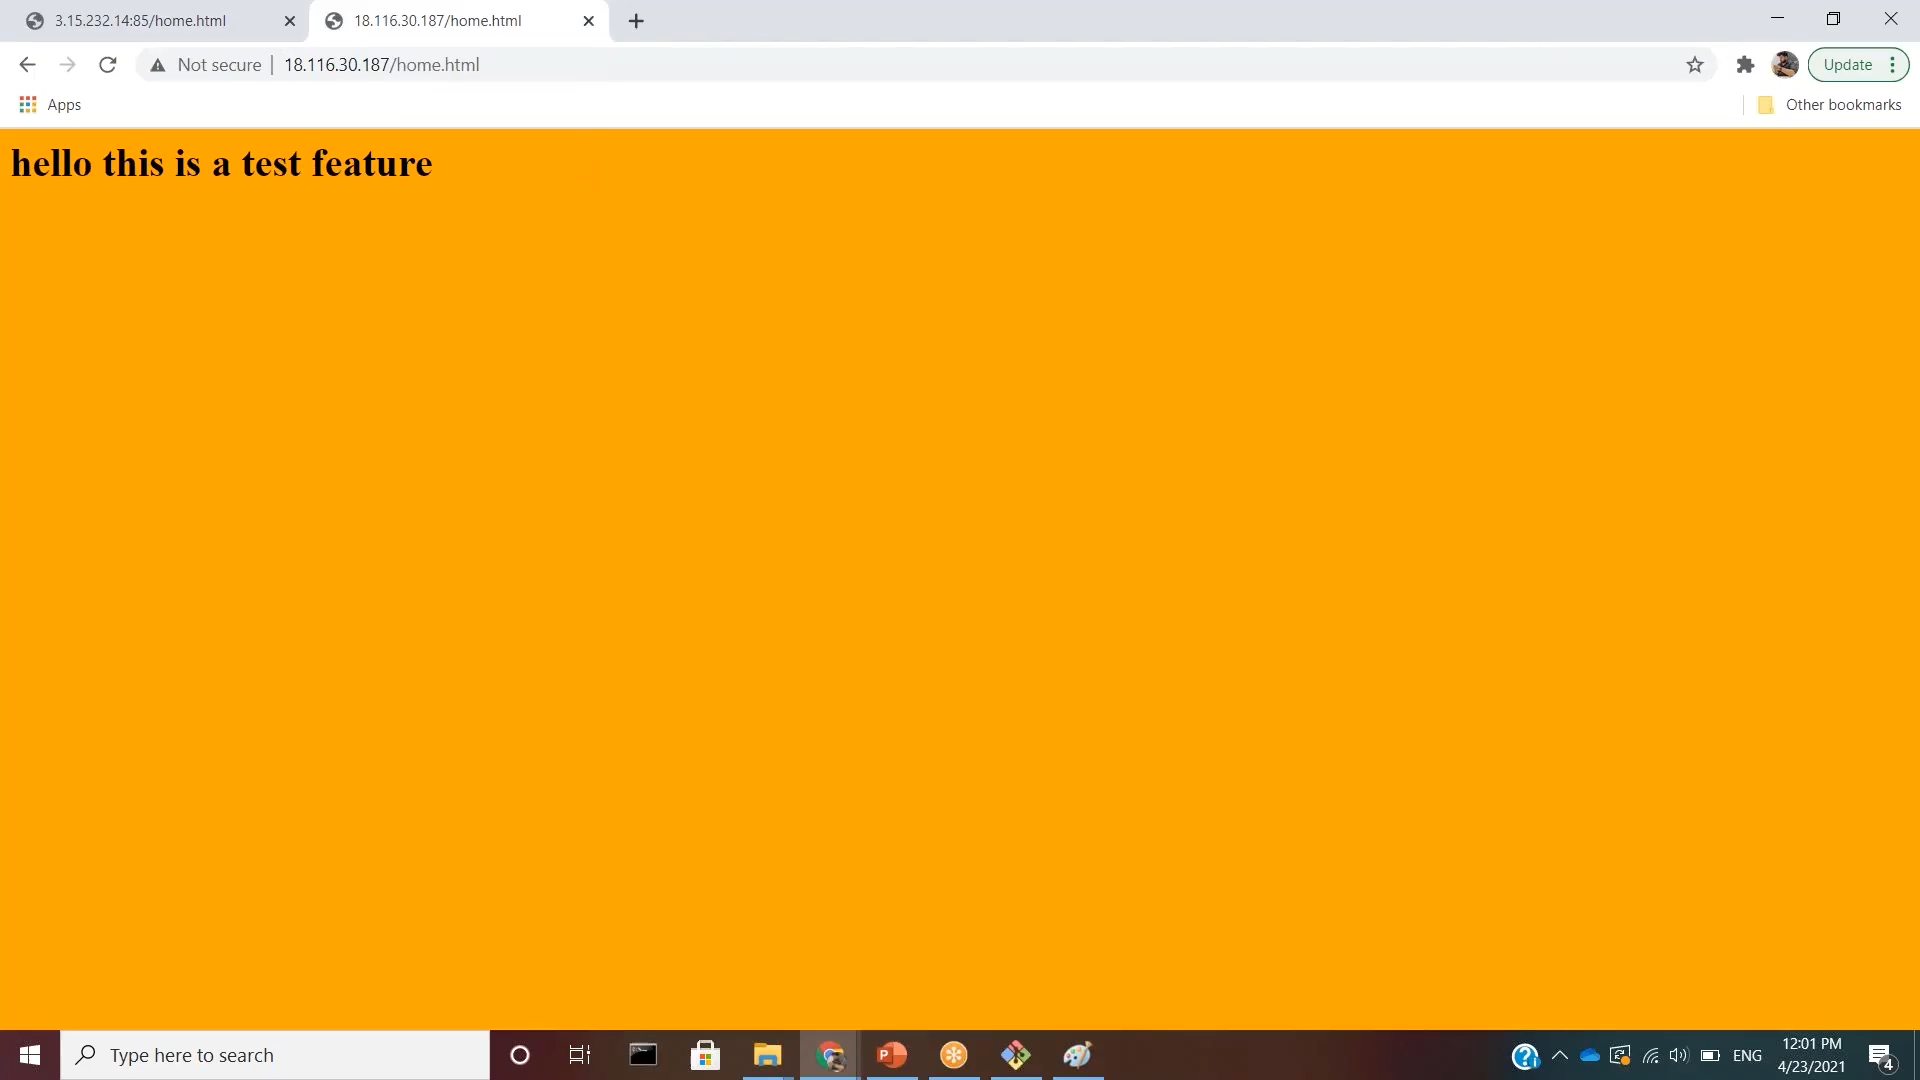 3.15.232.14:85/home.html
18.116.30.187/home.html
Not secure
18.116.30.187/home.html
Update
Apps
Other bookmarks
hello this is a test feature
Type here to search
ENG
12:01 PM
4/23/2021
4